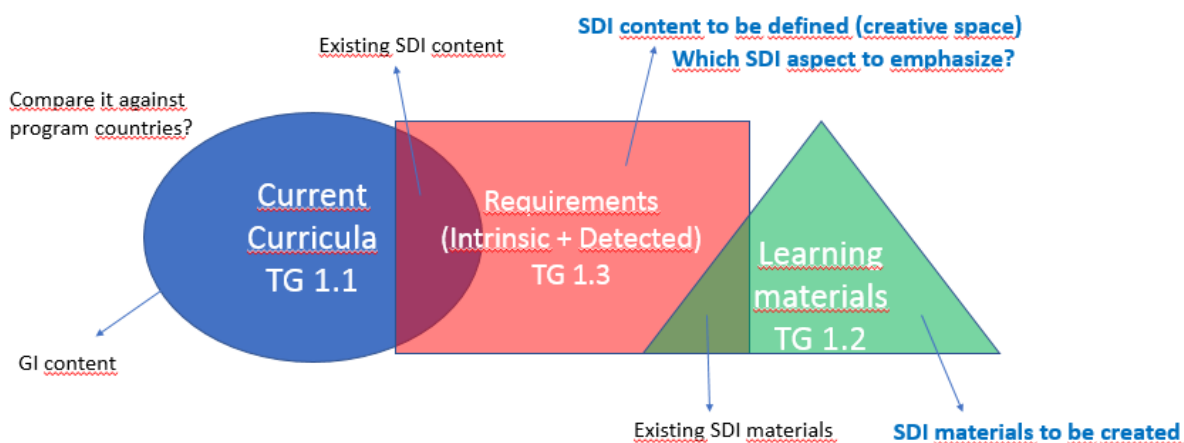 SDI content to be defined (creative space)
Which SDI aspect to emphasize?
Existing SDI content
Compare it against
program countries?
Current
Curricula
TG 1.1
Requirements
(Intrinsic + Detected)
TG 1.3
Learning
materials
TG 1.2
GI content
Existing SDI materials
SDI materials to be created